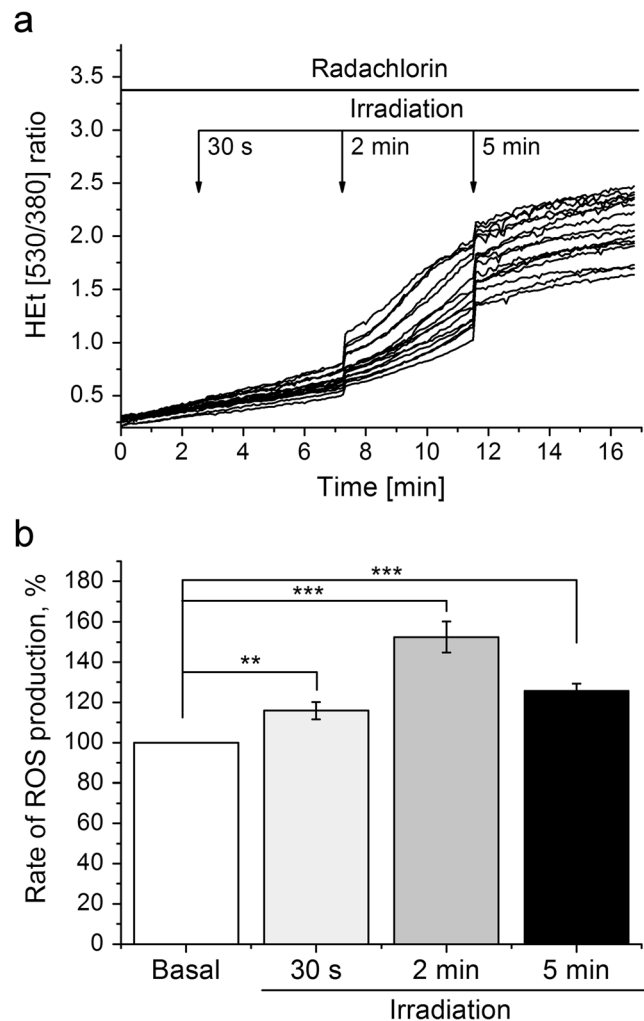 a
Radachlorin
Irradiation
30 s 2 min 5 min
HEt [530/380] ratio
3.5
3.0
2.5
2.0
1.5
1.0
0.5
0 2 4 6 8 10 12 14 16
Time [min]
b
Rate of ROS production, %
180
160
140
120
100
80
60
40
20
0
***
***
**
Basal 30 s 2 min 5 min
Irradiation